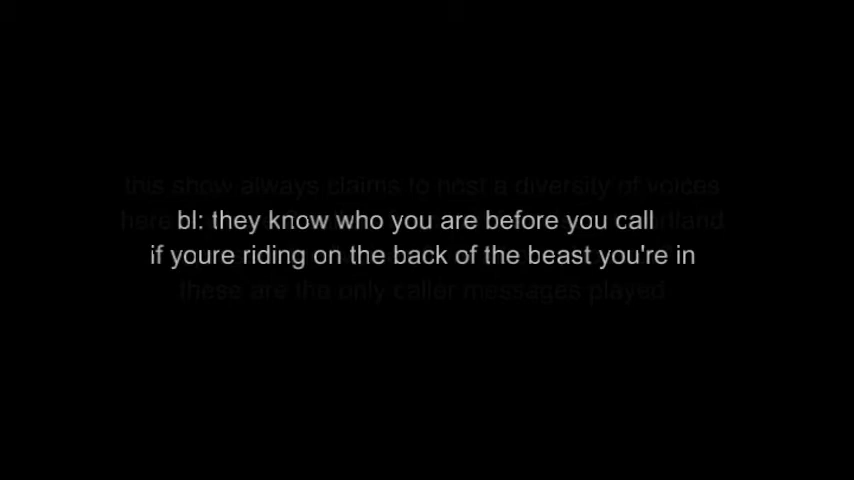 this show always claims to host a diversity of voices
bl: they know who you are before you call
if youre riding on the back of the beast you're in
these are the only caller messages played